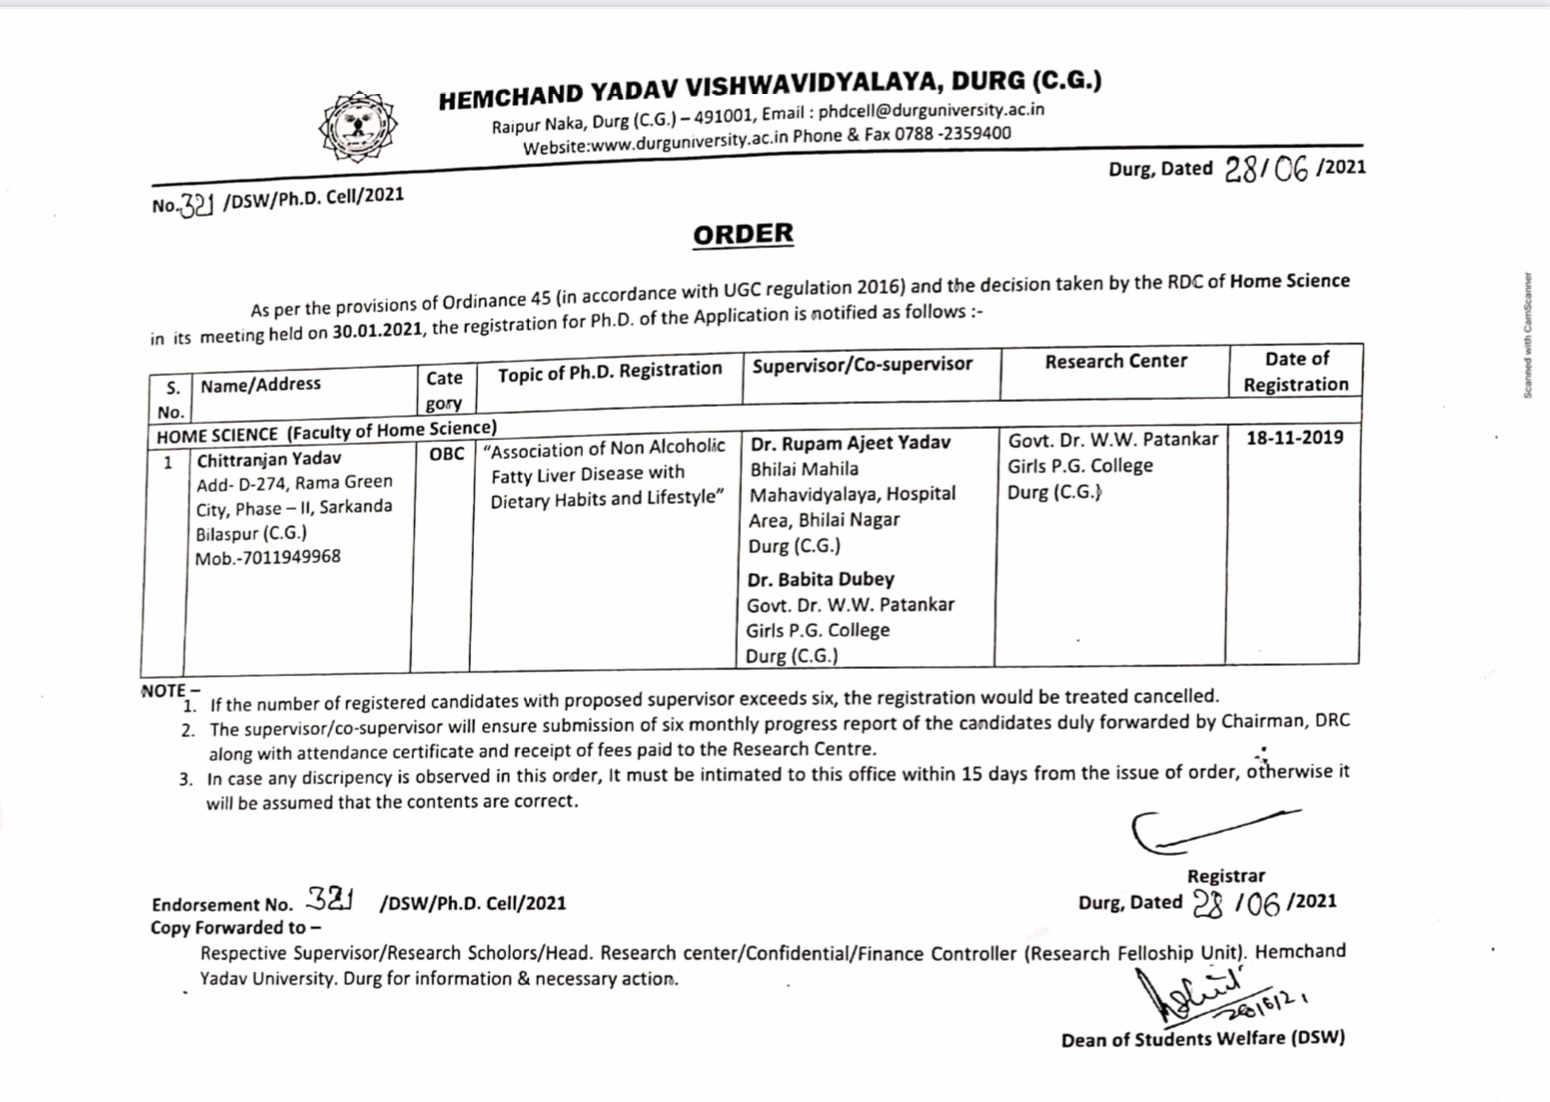 HEMCHAND YADAV VISHWAVIDYALAYA, DURG (C.G.)
Raipur Naka, Durg (C.G.) – 491001, Email : phdcell@durguniversity.ac.in
Website:www.durguniversity.ac.in Phone & Fax 0788 -2359400
No.321 /DSW/Ph.D. Cell/2021
Durg, Dated 28/06 /2021
ORDER
As per the provisions of Ordinance 45 (in accordance with UGC regulation 2016) and the decision taken by the RDC of Home Science
in its meeting held on 30.01.2021, the registration for Ph.D. of the Application is notified as follows :-
S. No.
Name/Address
Cate gory
Topic of Ph.D. Registration
Supervisor/Co-supervisor
Research Center
Date of Registration
HOME SCIENCE (Faculty of Home Science)
1
Chittranjan Yadav
Add- D-274, Rama Green
City, Phase – II, Sarkanda
Bilaspur (C.G.)
Mob.-7011949968
OBC
“Association of Non Alcoholic
Fatty Liver Disease with
Dietary Habits and Lifestyle”
Dr. Rupam Ajeet Yadav
Bhilai Mahila
Mahavidyalaya, Hospital
Area, Bhilai Nagar
Durg (C.G.)
Dr. Babita Dubey
Govt. Dr. W.W. Patankar
Girls P.G. College
Durg (C.G.)
Govt. Dr. W.W. Patankar
Girls P.G. College
Durg (C.G.)
18-11-2019
NOTE –
1. If the number of registered candidates with proposed supervisor exceeds six, the registration would be treated cancelled.
2. The supervisor/co-supervisor will ensure submission of six monthly progress report of the candidates duly forwarded by Chairman, DRC
along with attendance certificate and receipt of fees paid to the Research Centre.
3. In case any discripency is observed in this order, It must be intimated to this office within 15 days from the issue of order, otherwise it
will be assumed that the contents are correct.
Registrar
Endorsement No. 321 /DSW/Ph.D. Cell/2021
Durg, Dated 28 /06 /2021
Copy Forwarded to –
Respective Supervisor/Research Scholors/Head. Research center/Confidential/Finance Controller (Research Felloship Unit). Hemchand
Yadav University. Durg for information & necessary action.
28/6/21
Dean of Students Welfare (DSW)
Scanned with CamScanner